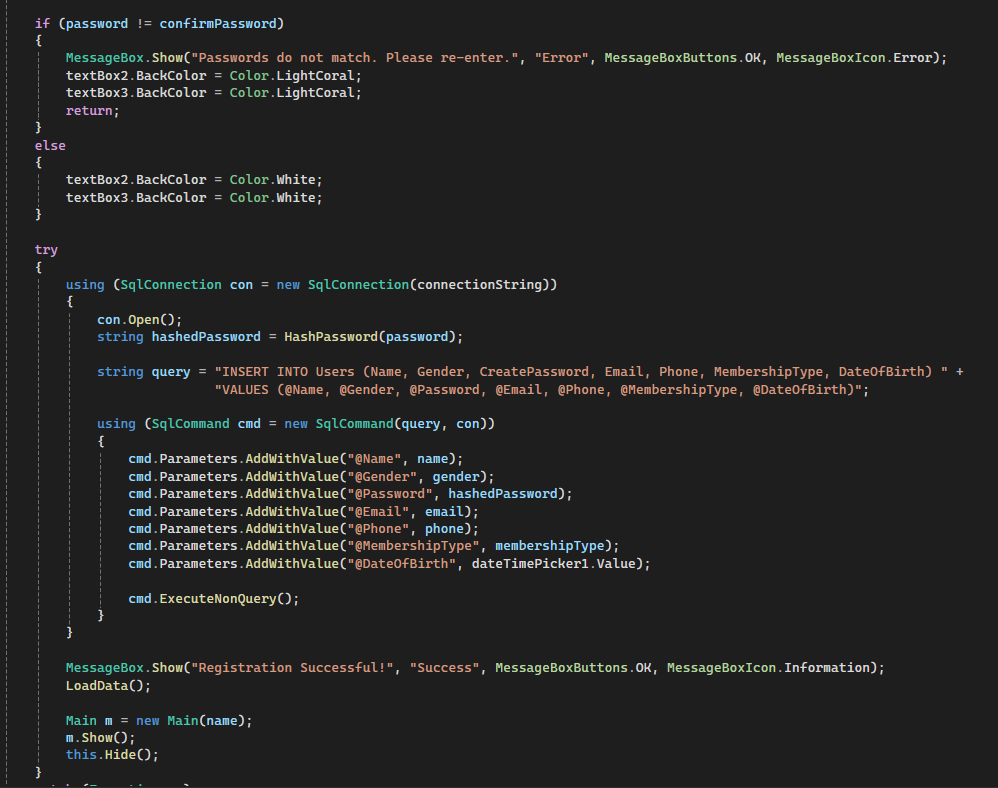 if (password != confirmPassword)
{
MessageBox.Show("Passwords do not match. Please re-enter.", "Error", MessageBoxButtons.OK, MessageBoxIcon.Error);
textBox2.BackColor = Color.LightCoral;
textBox3.BackColor = Color.LightCoral;
return;
}
else
{
textBox2.BackColor = Color.White;
textBox3.BackColor = Color.White;
}
try
{
using (SqlConnection con = new SqlConnection(connectionString))
{
con.Open();
string hashedPassword = HashPassword(password);
string query = "INSERT INTO Users (Name, Gender, CreatePassword, Email, Phone, MembershipType, DateOfBirth) " +
"VALUES (@Name, @Gender, @Password, @Email, @Phone, @MembershipType, @DateOfBirth)";
using (SqlCommand cmd = new SqlCommand(query, con))
{
cmd.Parameters.AddWithValue("@Name", name);
cmd.Parameters.AddWithValue("@Gender", gender);
cmd.Parameters.AddWithValue("@Password", hashedPassword);
cmd.Parameters.AddWithValue("@Email", email);
cmd.Parameters.AddWithValue("@Phone", phone);
cmd.Parameters.AddWithValue("@MembershipType", membershipType);
cmd.Parameters.AddWithValue("@DateOfBirth", dateTimePicker1.Value);
cmd.ExecuteNonQuery();
}
}
MessageBox.Show("Registration Successful!", "Success", MessageBoxButtons.OK, MessageBoxIcon.Information);
LoadData();
Main m = new Main(name);
m.Show();
this.Hide();
}